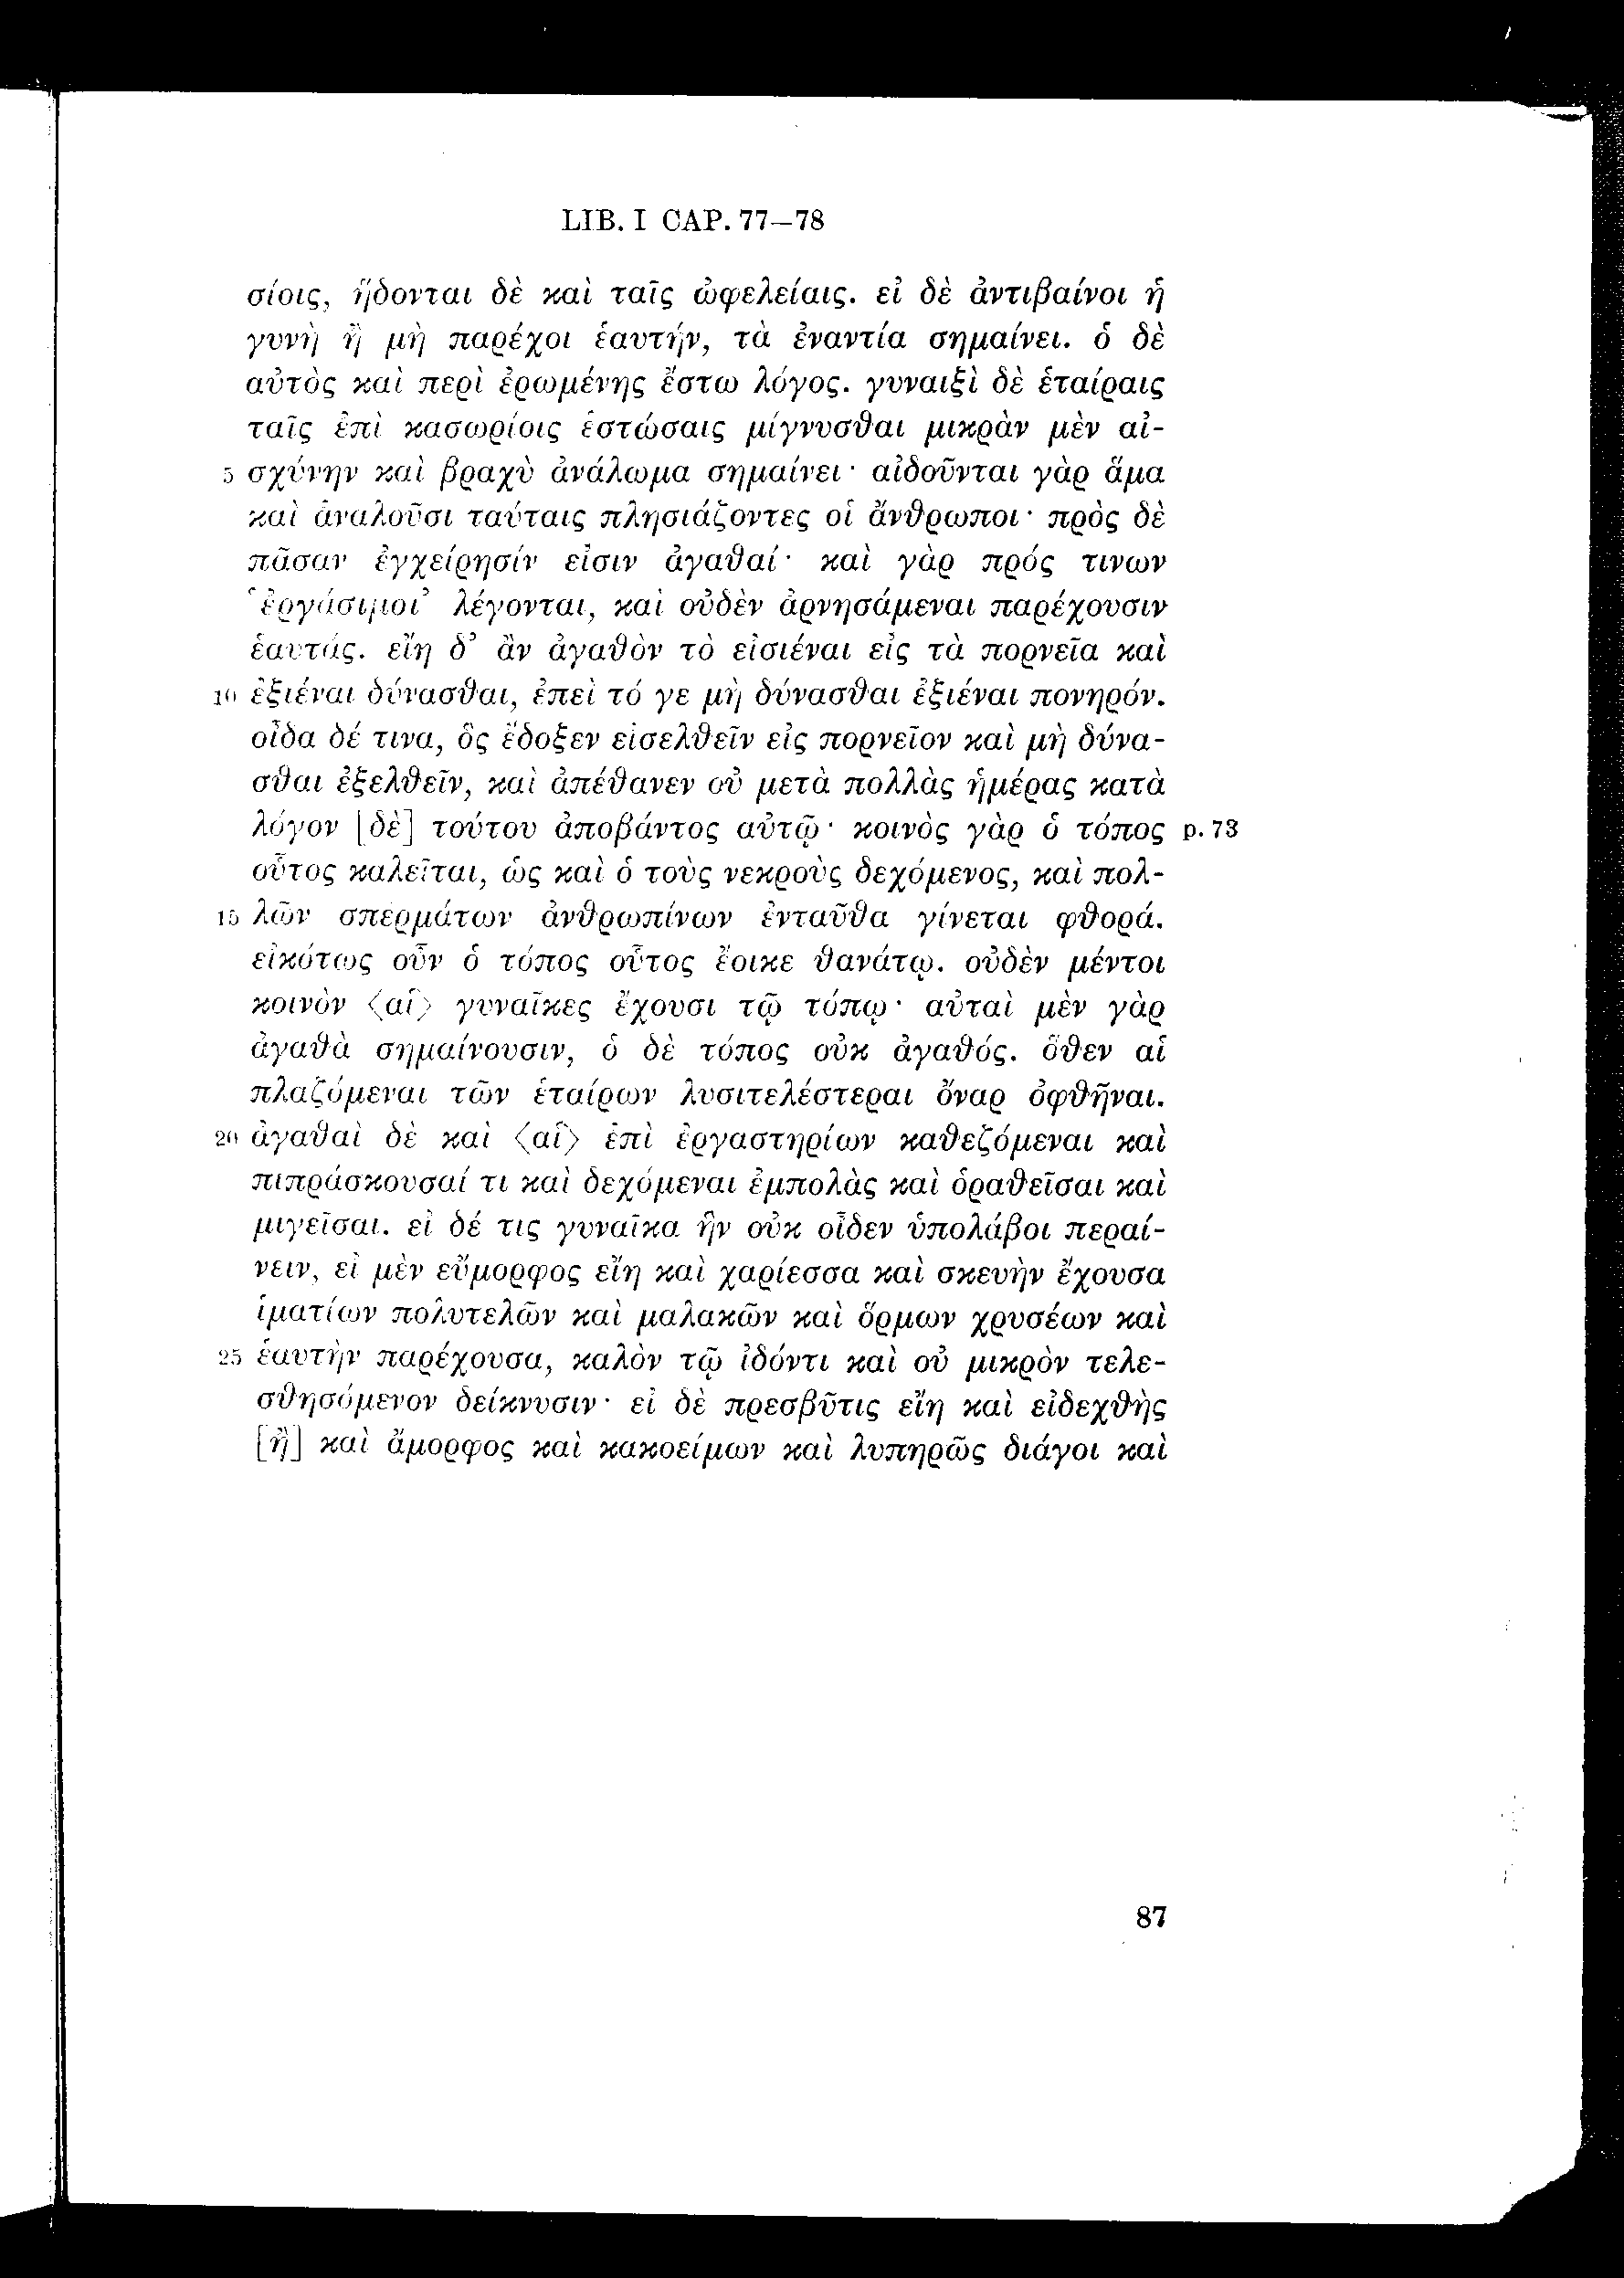 LIB. I CAP. 77–78
σίοις, ἥδονται δὲ καὶ ταῖς ὠφελείαις. εἰ δὲ ἀντιβαίνοι ἡ
γυνὴ ἢ μὴ παρέχοι ἑαυτήν, τὰ ἐναντία σημαίνει. ὁ δὲ
αὐτὸς καὶ περὶ ἐρωμένης ἔστω λόγος. γυναιξὶ δὲ ἑταίραις
ταῖς ἐπὶ κασωρίοις ἑστώσαις μίγνυσθαι μικρὰν μὲν αἰ-
5 σχύνην καὶ βραχὺ ἀνάλωμα σημαίνει· αἰδοῦνται γὰρ ἅμα
καὶ ἀναλοῦσι ταύταις πλησιάζοντες οἱ ἄνθρωποι· πρὸς δὲ
πᾶσαν ἐγχείρησίν εἰσιν ἀγαθαί· καὶ γὰρ πρός τινων
‘ἐργάσιμοι’ λέγονται, καὶ οὐδὲν ἀρνησάμεναι παρέχουσιν
ἑαυτάς. εἴη δ’ ἂν ἀγαθὸν τὸ εἰσιέναι εἰς τὰ πορνεῖα καὶ
10 ἐξιέναι δύνασθαι, ἐπεὶ τό γε μὴ δύνασθαι ἐξιέναι πονηρόν.
οἶδα δέ τινα, ὃς ἔδοξεν εἰσελθεῖν εἰς πορνεῖον καὶ μὴ δύνα-
σθαι ἐξελθεῖν, καὶ ἀπέθανεν οὐ μετὰ πολλὰς ἡμέρας κατὰ
λόγον [δὲ] τούτου ἀποβάντος αὐτῷ· κοινὸς γὰρ ὁ τόπος p. 73
οὗτος καλεῖται, ὡς καὶ ὁ τοὺς νεκροὺς δεχόμενος, καὶ πολ-
15 λῶν σπερμάτων ἀνθρωπίνων ἐνταῦθα γίνεται φθορά.
εἰκότως οὖν ὁ τόπος οὗτος ἔοικε θανάτῳ. οὐδὲν μέντοι
κοινὸν 〈αἱ〉 γυναῖκες ἔχουσι τῷ τόπῳ· αὐταὶ μὲν γὰρ
ἀγαθὰ σημαίνουσιν, ὁ δὲ τόπος οὐκ ἀγαθός. ὅθεν αἱ
πλαζόμεναι τῶν ἑταίρων λυσιτελέστεραι ὄναρ ὀφθῆναι.
20 ἀγαθαὶ δὲ καὶ 〈αἱ〉 ἐπὶ ἐργαστηρίων καθεζόμεναι καὶ
πιπράσκουσαί τι καὶ δεχόμεναι ἐμπολὰς καὶ ὁραθεῖσαι καὶ
μιγεῖσαι. εἰ δέ τις γυναῖκα ἣν οὐκ οἶδεν ὑπολάβοι περαί-
νειν, εἰ μὲν εὔμορφος εἴη καὶ χαρίεσσα καὶ σκευὴν ἔχουσα
ἱματίων πολυτελῶν καὶ μαλακῶν καὶ ὅρμων χρυσέων καὶ
25 ἑαυτὴν παρέχουσα, καλὸν τῷ ἰδόντι καὶ οὐ μικρὸν τελε-
σθησόμενον δείκνυσιν· εἰ δὲ πρεσβῦτις εἴη καὶ εἰδεχθὴς
[ἢ] καὶ ἄμορφος καὶ κακοείμων καὶ λυπηρῶς διάγοι καὶ
87